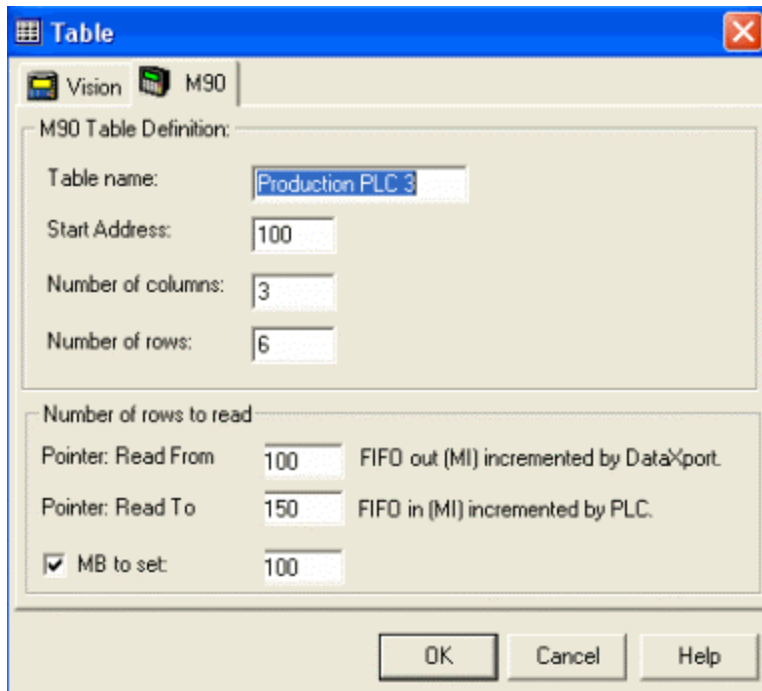 Table
Vision M90
M90 Table Definition:
Table name: Production PLC 3
Start Address: 100
Number of columns: 3
Number of rows: 6
Number of rows to read
Pointer: Read From 100 FIFO out (MI) incremented by DataXport.
Pointer: Read To 150 FIFO in (MI) incremented by PLC.
MB to set: 100
OK Cancel Help